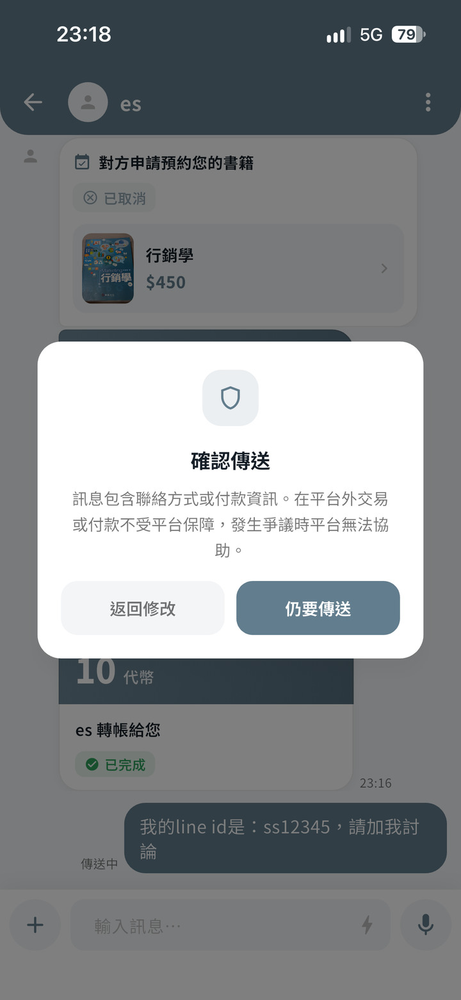 23:18
5G
79
es
對方申請預約您的書籍
已取消
行銷學
行銷學
$450
確認傳送
訊息包含聯絡方式或付款資訊。在平台外交易
或付款不受平台保障，發生爭議時平台無法協
助。
返回修改
仍要傳送
10 代幣
es 轉帳給您
已完成
23:16
我的line id是：ss12345，請加我討
論
傳送中
輸入訊息…